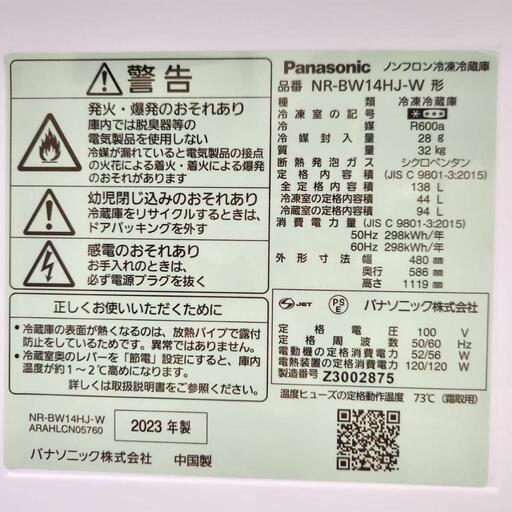 警告
発火・爆発のおそれあり
庫内では脱臭器等の
電気製品を使用しない
冷媒が漏れていると電気製品の接点
の火花による着火・着火による爆発
のおそれあり
幼児閉じ込みのおそれあり
冷蔵庫をリサイクルするときは、
ドアパッキングを外す
感電のおそれあり
お手入れのときは、
必ず電源プラグを抜く
正しくお使いいただくために
・冷蔵庫の表面が熱くなるのは、放熱パイプで露付
防止をしているためです。異常ではありません。
・冷蔵室奥のレバーを「節電」設定にすると、庫内
温度が約1~2℃高めになります。
詳しくは取扱説明書をご参照ください。
NR-BW14HJ-W
ARAHLCN05760
2023年製
パナソニック株式会社 中国製
Panasonic ノンフロン冷凍冷蔵庫
品番 NR-BW14HJ-W 形
種類 冷凍冷蔵庫
冷凍室の記号
冷媒 R600a
冷媒封入量 28g
質量 32kg
断熱発泡ガス シクロペンタン
定格内容積 (JIS C 9801-3:2015)
全定格内容積 138 L
冷凍室の定格内容積 44 L
冷蔵室の定格内容積 94 L
消費電力量 (JIS C 9801-3:2015)
50Hz 298kWh/年
60Hz 298kWh/年
外形寸法 幅 480 mm
奥行 586 mm
高さ 1119 mm
S JET PS E パナソニック株式会社
定格電圧 100 V
定格周波数 50/60 Hz
電動機の定格消費電力 52/56 W
電熱装置の定格消費電力 120/120 W
製造番号 Z3002875
温度ヒューズの定格動作温度 73℃ (霜取用)